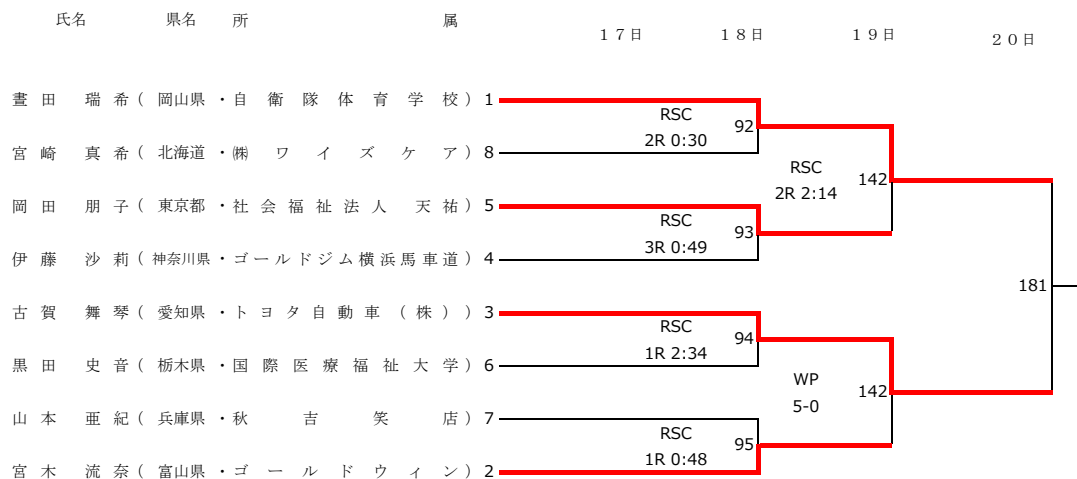 氏名 県名 所属
17日 18日 19日 20日
晝田 瑞希 ( 岡山県 ・ 自衛隊体育学校 ) 1
RSC
2R 0:30
92
宮崎 真希 ( 北海道 ・ ㈱ワイズケア ) 8
RSC
2R 2:14
142
岡田 朋子 ( 東京都 ・ 社会福祉法人 天祐 ) 5
RSC
3R 0:49
93
伊藤 沙莉 ( 神奈川県 ・ ゴールドジム横浜馬車道 ) 4
181
古賀 舞琴 ( 愛知県 ・ トヨタ自動車(株) ) 3
RSC
1R 2:34
94
黒田 史音 ( 栃木県 ・ 国際医療福祉大学 ) 6
WP
5-0
142
山本 亜紀 ( 兵庫県 ・ 秋吉笑店 ) 7
RSC
1R 0:48
95
宮木 流奈 ( 富山県 ・ ゴールドウィン ) 2